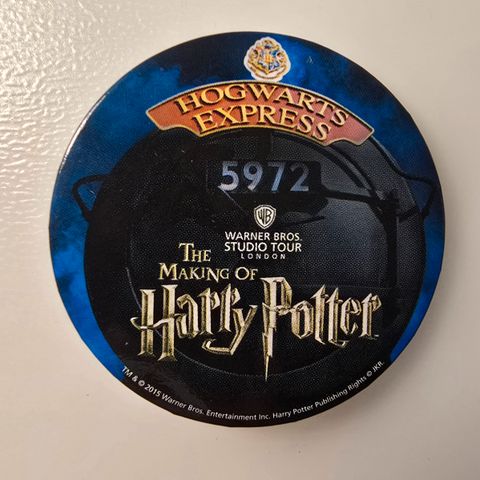 HOGWARTS
EXPRESS
5972
WB
WARNER BROS.
STUDIO TOUR
LONDON
THE
MAKING OF
Harry Potter
TM & © 2015 Warner Bros. Entertainment Inc. Harry Potter Publishing Rights © JKR.